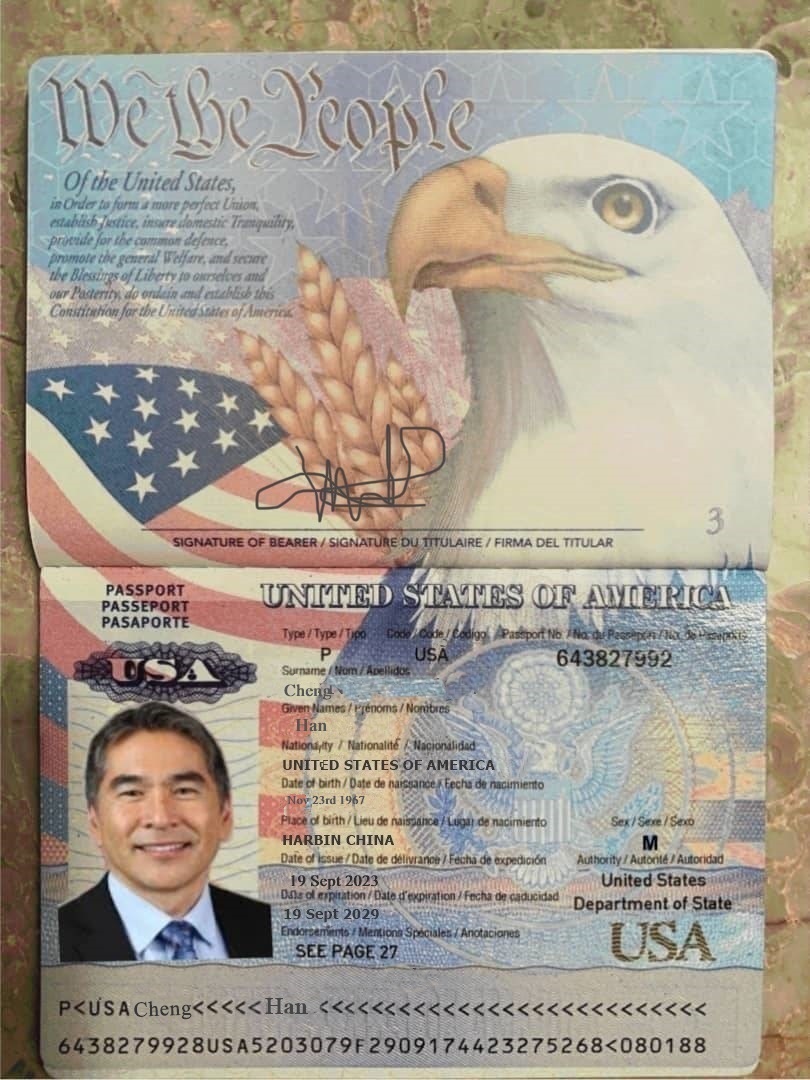 We the People
Of the United States,
in Order to form a more perfect Union,
establish Justice, insure domestic Tranquility,
provide for the common defence,
promote the general Welfare, and secure
the Blessings of Liberty to ourselves and
our Posterity, do ordain and establish this
Constitution for the United States of America.
3
SIGNATURE OF BEARER / SIGNATURE DU TITULAIRE / FIRMA DEL TITULAR
PASSPORT
PASSEPORT
PASAPORTE
USA
UNITED STATES OF AMERICA
Type / Type / Tipo Code / Code / Codigo Passport No. / No. du Passeport / No. de Pasaporte
P USA 643827992
Surname / Nom / Apellidos
Cheng
Given Names / Prénoms / Nombres
Han
Nationality / Nationalité / Nacionalidad
UNITED STATES OF AMERICA
Date of birth / Date de naissance / Fecha de nacimiento
Nov 23rd 1967
Place of birth / Lieu de naissance / Lugar de nacimiento Sex / Sexe / Sexo
HARBIN CHINA M
Date of issue / Date de délivrance / Fecha de expedición Authority / Autorité / Autoridad
19 Sept 2023 United States
Date of expiration / Date d'expiration / Fecha de caducidad Department of State
19 Sept 2029
Endorsements / Mentions Spéciales / Anotaciones USA
SEE PAGE 27
P<USA Cheng<<<<< Han <<<<<<<<<<<<<<<<<<<<<<<<<<<<<<
6438279928USA5203079F2909174423275268<080188